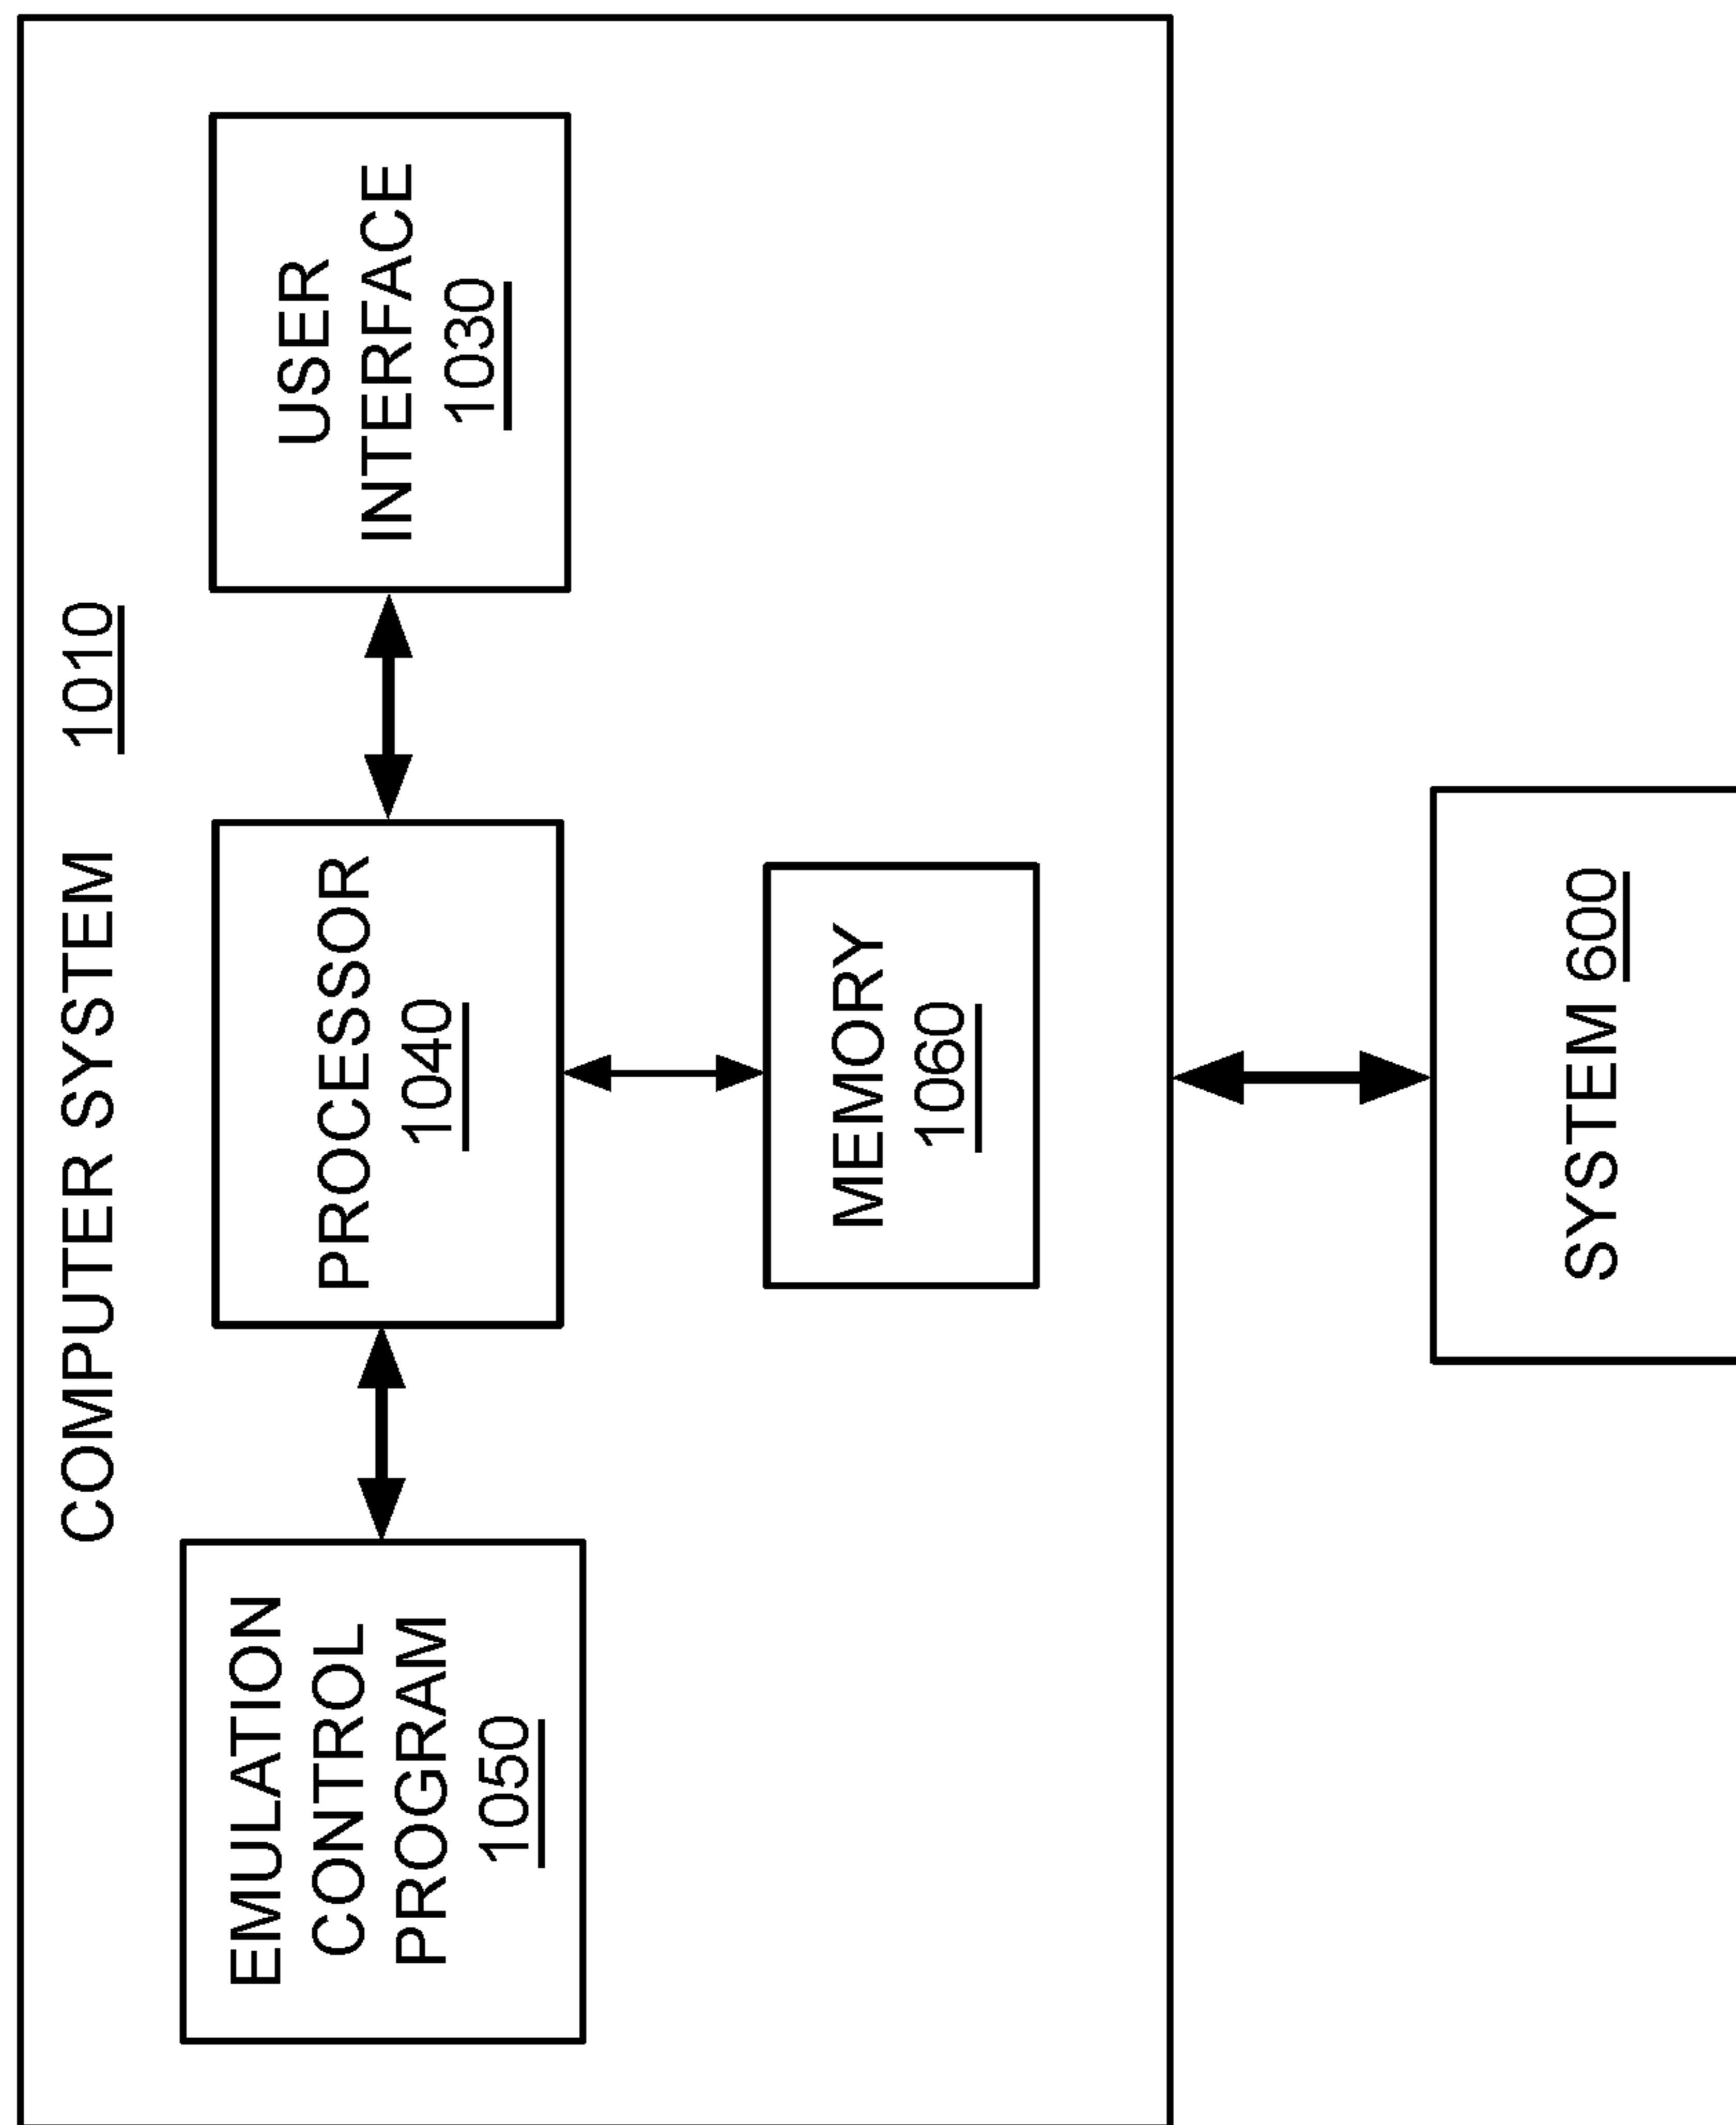 COMPUTER SYSTEM 1010
EMULATION
CONTROL
PROGRAM
1050
PROCESSOR
1040
USER
INTERFACE
1030
MEMORY
1060
SYSTEM 600